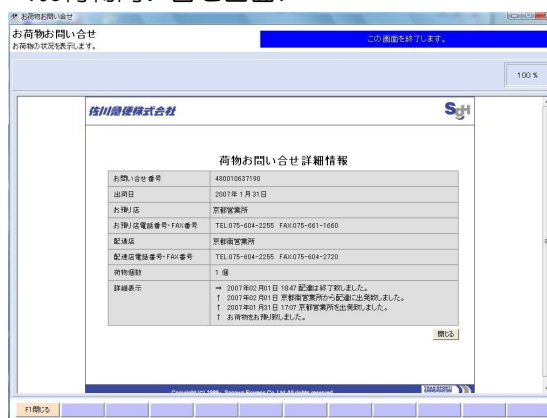 お荷物お問い合せ
お荷物お問い合せ
お荷物の状況を表示します。
この画面を終了します。
100 %
佐川急便株式会社
SGH
荷物お問い合せ詳細情報
お問い合せ番号 480010637190
出荷日 2007年1月31日
お預り店 京都営業所
お預り店電話番号・FAX番号 TEL:075-604-2255 FAX:075-661-1660
配達店 京都南営業所
配達店電話番号・FAX番号 TEL:075-604-2255 FAX:075-604-2720
荷物個数 1 個
詳細表示 ⇒ 2007年02月01日 18:47 配達は終了致しました。
↑ 2007年02月01日 京都南営業所から配達に出発致しました。
↑ 2007年01月31日 17:07 京都営業所を出発致しました。
↑ お荷物をお預り致しました。
閉じる
F1閉じる